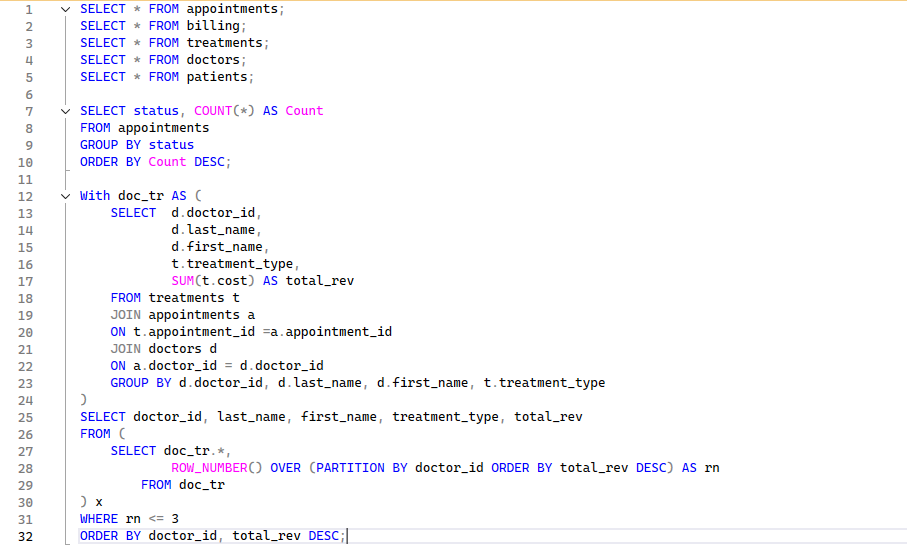 1 SELECT * FROM appointments;
2 SELECT * FROM billing;
3 SELECT * FROM treatments;
4 SELECT * FROM doctors;
5 SELECT * FROM patients;
6
7 SELECT status, COUNT(*) AS Count
8 FROM appointments
9 GROUP BY status
10 ORDER BY Count DESC;
11
12 With doc_tr AS (
13     SELECT  d.doctor_id,
14             d.last_name,
15             d.first_name,
16             t.treatment_type,
17             SUM(t.cost) AS total_rev
18     FROM treatments t
19     JOIN appointments a
20     ON t.appointment_id =a.appointment_id
21     JOIN doctors d
22     ON a.doctor_id = d.doctor_id
23     GROUP BY d.doctor_id, d.last_name, d.first_name, t.treatment_type
24 )
25 SELECT doctor_id, last_name, first_name, treatment_type, total_rev
26 FROM (
27     SELECT doc_tr.*,
28             ROW_NUMBER() OVER (PARTITION BY doctor_id ORDER BY total_rev DESC) AS rn
29         FROM doc_tr
30 ) x
31 WHERE rn <= 3
32 ORDER BY doctor_id, total_rev DESC;